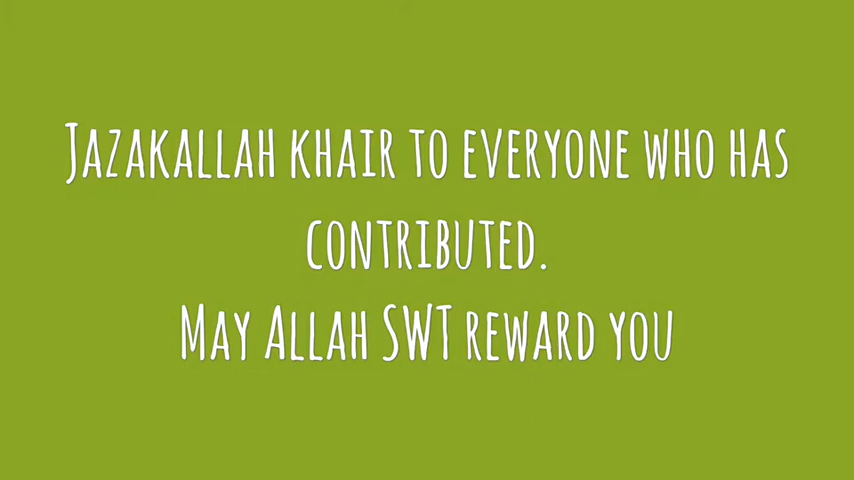 Jazakallah khair to everyone who has
contributed.
May Allah SWT reward you